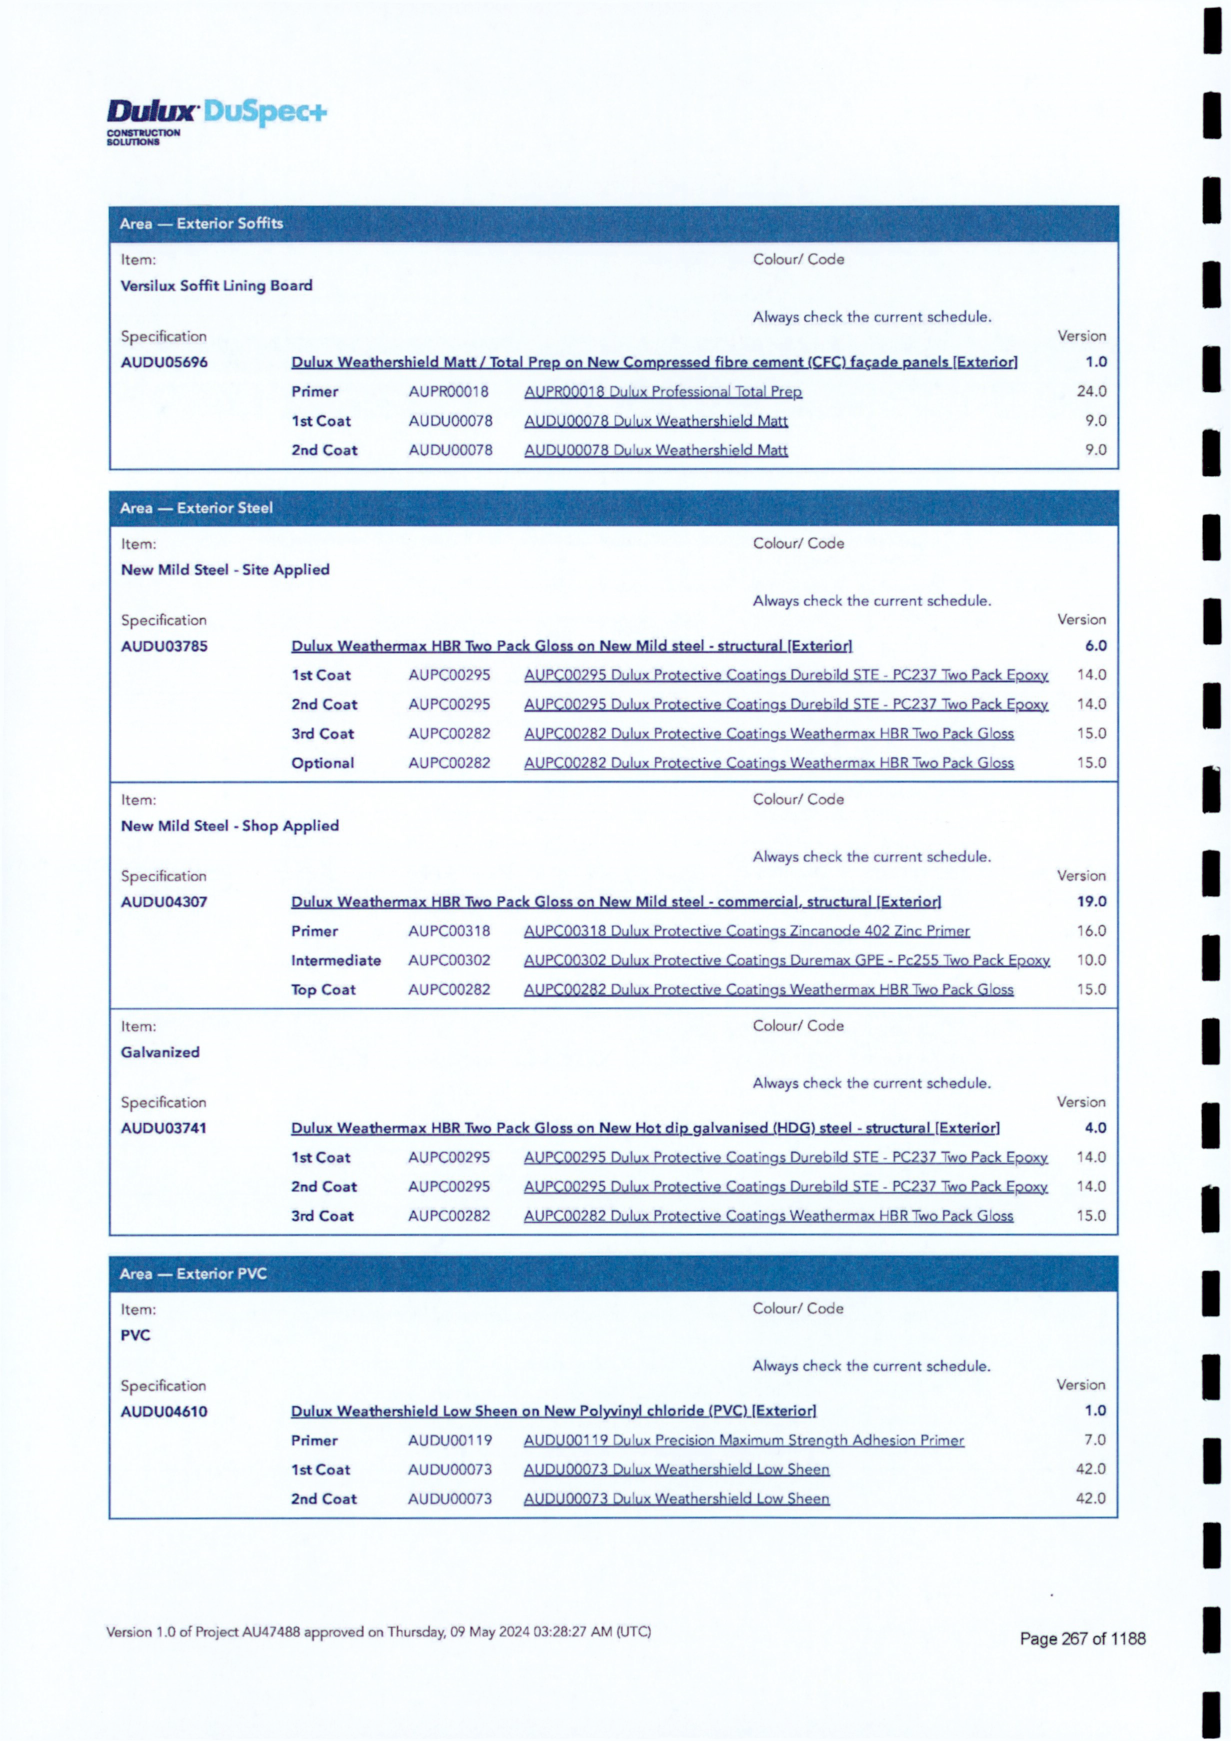 Dulux DuSpec+
CONSTRUCTION
SOLUTIONS
Area — Exterior Soffits
Item: Colour/ Code
Versilux Soffit Lining Board
Always check the current schedule.
Specification Version
AUDU05696 Dulux Weathershield Matt / Total Prep on New Compressed fibre cement (CFC) façade panels [Exterior] 1.0
Primer AUPR00018 AUPR00018 Dulux Professional Total Prep 24.0
1st Coat AUDU00078 AUDU00078 Dulux Weathershield Matt 9.0
2nd Coat AUDU00078 AUDU00078 Dulux Weathershield Matt 9.0
Area — Exterior Steel
Item: Colour/ Code
New Mild Steel - Site Applied
Always check the current schedule.
Specification Version
AUDU03785 Dulux Weathermax HBR Two Pack Gloss on New Mild steel - structural [Exterior] 6.0
1st Coat AUPC00295 AUPC00295 Dulux Protective Coatings Durebild STE - PC237 Two Pack Epoxy 14.0
2nd Coat AUPC00295 AUPC00295 Dulux Protective Coatings Durebild STE - PC237 Two Pack Epoxy 14.0
3rd Coat AUPC00282 AUPC00282 Dulux Protective Coatings Weathermax HBR Two Pack Gloss 15.0
Optional AUPC00282 AUPC00282 Dulux Protective Coatings Weathermax HBR Two Pack Gloss 15.0
Item: Colour/ Code
New Mild Steel - Shop Applied
Always check the current schedule.
Specification Version
AUDU04307 Dulux Weathermax HBR Two Pack Gloss on New Mild steel - commercial, structural [Exterior] 19.0
Primer AUPC00318 AUPC00318 Dulux Protective Coatings Zincanode 402 Zinc Primer 16.0
Intermediate AUPC00302 AUPC00302 Dulux Protective Coatings Duremax GPE - Pc255 Two Pack Epoxy 10.0
Top Coat AUPC00282 AUPC00282 Dulux Protective Coatings Weathermax HBR Two Pack Gloss 15.0
Item: Colour/ Code
Galvanized
Always check the current schedule.
Specification Version
AUDU03741 Dulux Weathermax HBR Two Pack Gloss on New Hot dip galvanised (HDG) steel - structural [Exterior] 4.0
1st Coat AUPC00295 AUPC00295 Dulux Protective Coatings Durebild STE - PC237 Two Pack Epoxy 14.0
2nd Coat AUPC00295 AUPC00295 Dulux Protective Coatings Durebild STE - PC237 Two Pack Epoxy 14.0
3rd Coat AUPC00282 AUPC00282 Dulux Protective Coatings Weathermax HBR Two Pack Gloss 15.0
Area — Exterior PVC
Item: Colour/ Code
PVC
Always check the current schedule.
Specification Version
AUDU04610 Dulux Weathershield Low Sheen on New Polyvinyl chloride (PVC) [Exterior] 1.0
Primer AUDU00119 AUDU00119 Dulux Precision Maximum Strength Adhesion Primer 7.0
1st Coat AUDU00073 AUDU00073 Dulux Weathershield Low Sheen 42.0
2nd Coat AUDU00073 AUDU00073 Dulux Weathershield Low Sheen 42.0
Version 1.0 of Project AU47488 approved on Thursday, 09 May 2024 03:28:27 AM (UTC)
Page 267 of 1188